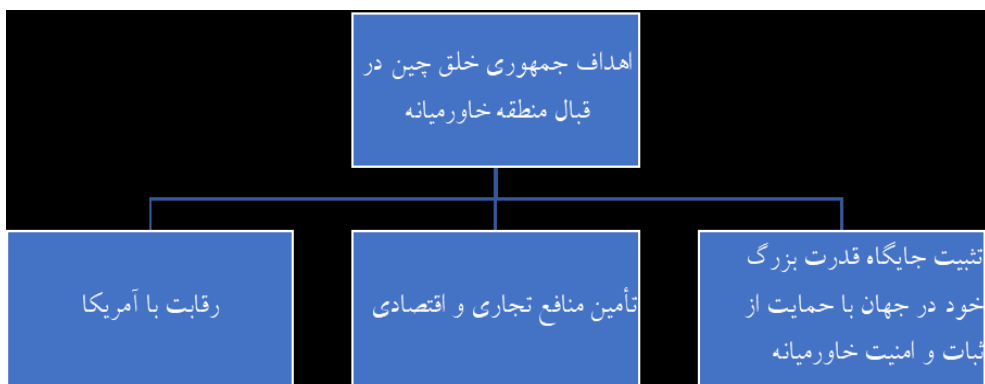 اهداف جمهوری خلق چین در
قبال منطقه خاورمیانه
تثبیت جایگاه قدرت بزرگ
خود در جهان با حمایت از
ثبات و امنیت خاورمیانه
تأمین منافع تجاری و اقتصادی
رقابت با آمریکا